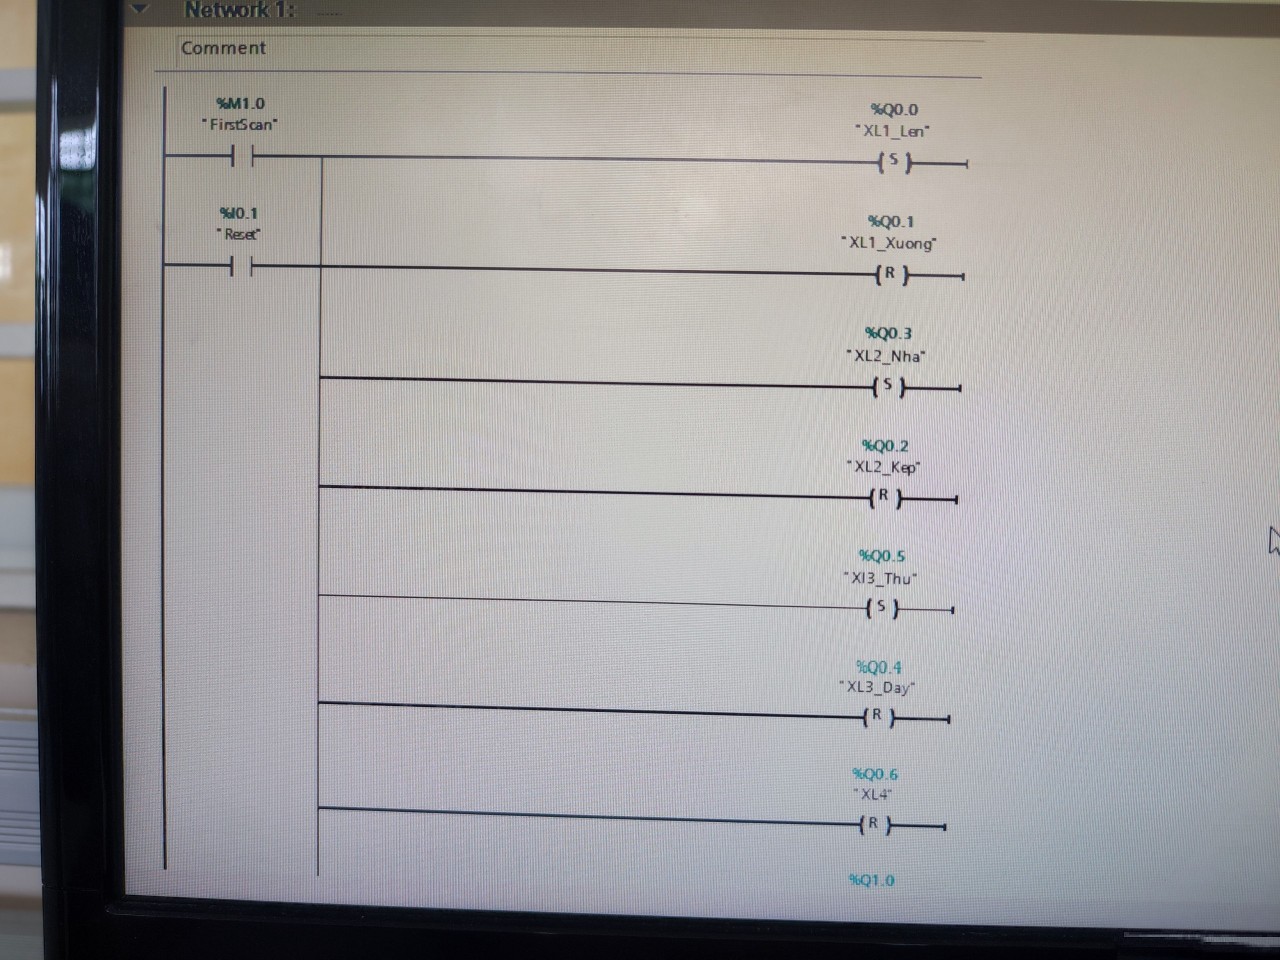 Network 1: .....
Comment
%M1.0
"FirstScan"
%Q0.0
"XL1_Len"
S
%I0.1
"Reset"
%Q0.1
"XL1_Xuong"
R
%Q0.3
"XL2_Nha"
S
%Q0.2
"XL2_Kep"
R
%Q0.5
"Xl3_Thu"
S
%Q0.4
"XL3_Day"
R
%Q0.6
"XL4"
R
%Q1.0